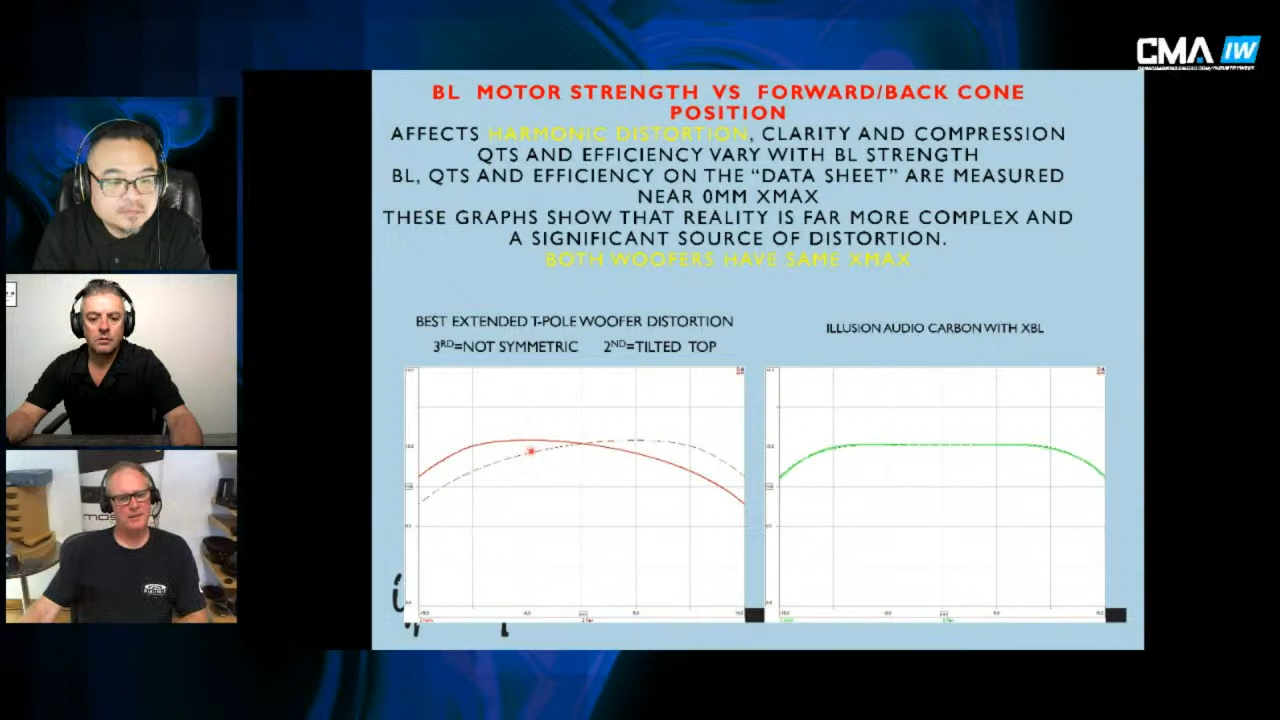 CMA IW
BL MOTOR STRENGTH VS FORWARD/BACK CONE
POSITION
AFFECTS HARMONIC DISTORTION, CLARITY AND COMPRESSION
QTS AND EFFICIENCY VARY WITH BL STRENGTH
BL, QTS AND EFFICIENCY ON THE “DATA SHEET” ARE MEASURED
NEAR 0MM XMAX
THESE GRAPHS SHOW THAT REALITY IS FAR MORE COMPLEX AND
A SIGNIFICANT SOURCE OF DISTORTION.
BOTH WOOFERS HAVE SAME XMAX
BEST EXTENDED T-POLE WOOFER DISTORTION
3RD=NOT SYMMETRIC 2ND=TILTED TOP
ILLUSION AUDIO CARBON WITH XBL